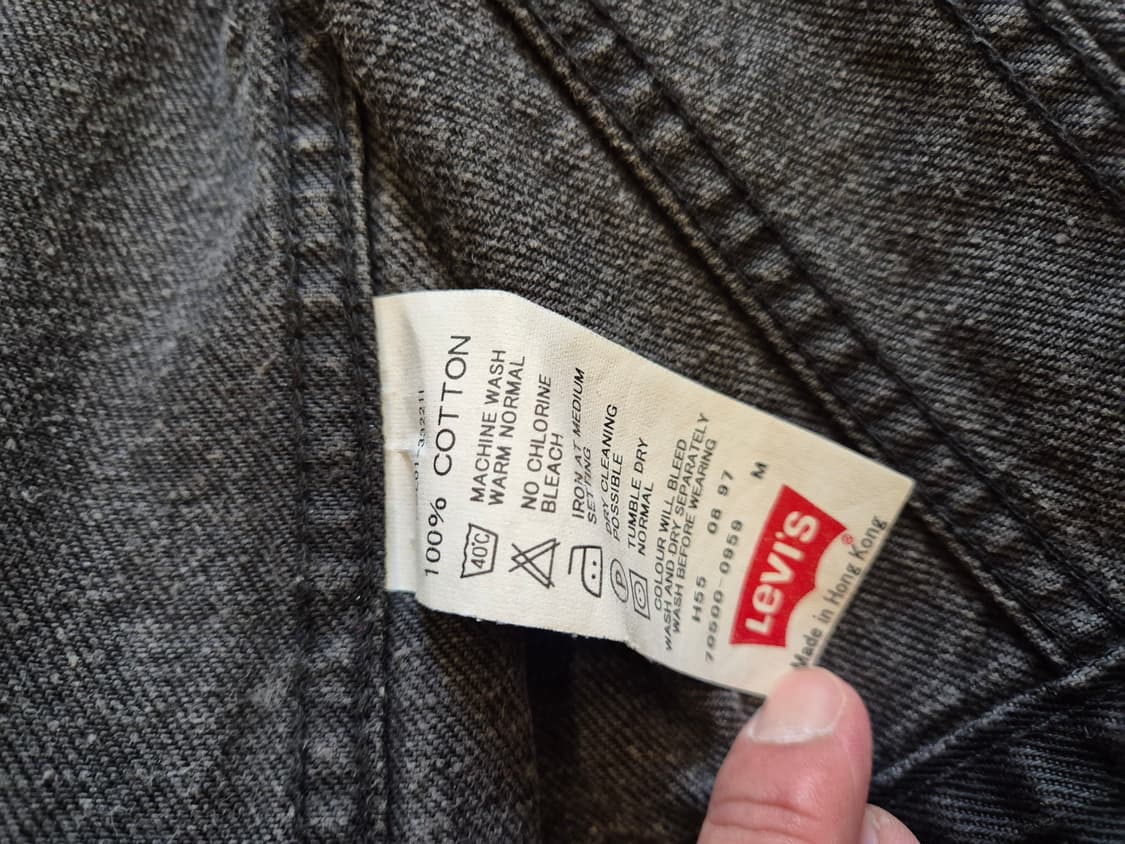 100% COTTON
40°C
MACHINE WASH
WARM NORMAL
NO CHLORINE
BLEACH
IRON AT MEDIUM
SETTING
P
DRY CLEANING
POSSIBLE
TUMBLE DRY
NORMAL
COLOUR WILL BLEED
WASH AND DRY SEPARATELY
WASH BEFORE WEARING
H55 08 97
70500-0959 M
LEVI'S®
Made in Hong Kong